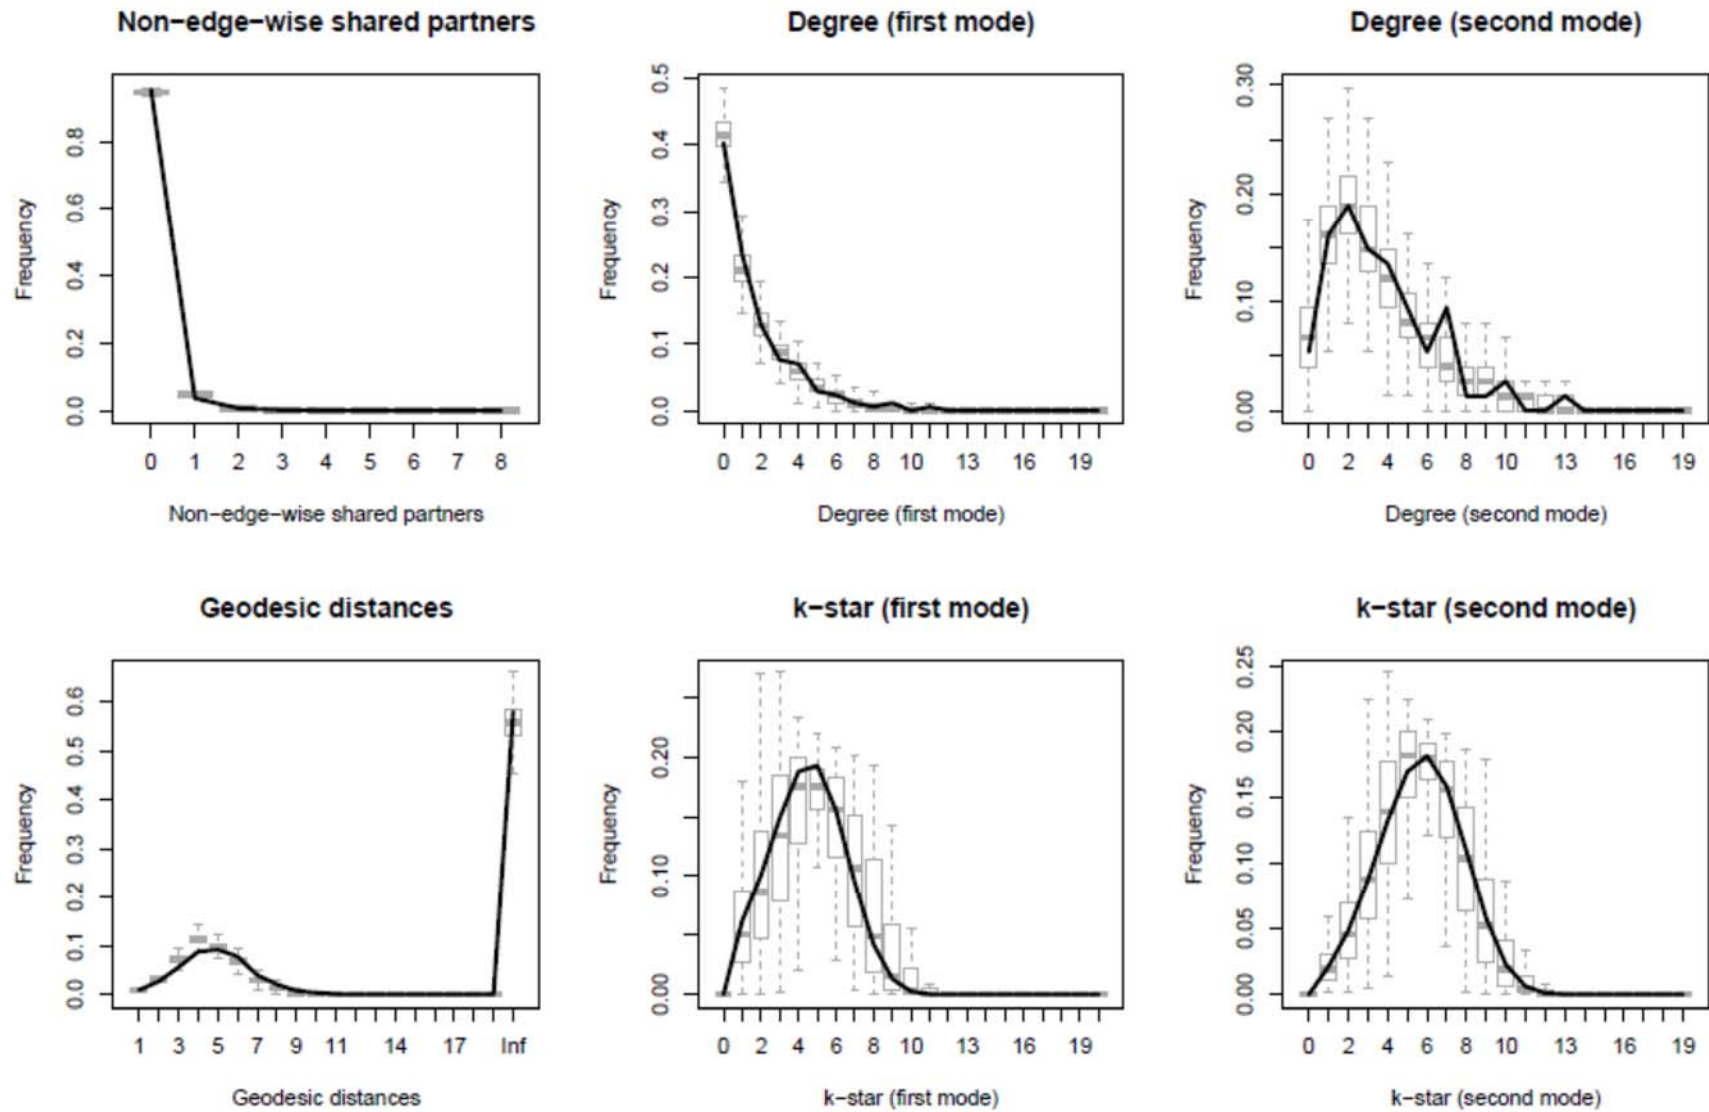 Non-edge-wise shared partners
Frequency
0.0 0.2 0.4 0.6 0.8
0 1 2 3 4 5 6 7 8
Non-edge-wise shared partners
Degree (first mode)
Frequency
0.0 0.1 0.2 0.3 0.4 0.5
0 2 4 6 8 10 13 16 19
Degree (first mode)
Degree (second mode)
Frequency
0.00 0.10 0.20 0.30
0 2 4 6 8 10 13 16 19
Degree (second mode)
Geodesic distances
Frequency
0.0 0.1 0.2 0.3 0.4 0.5 0.6
1 3 5 7 9 11 14 17 Inf
Geodesic distances
k-star (first mode)
Frequency
0.00 0.10 0.20
0 2 4 6 8 10 13 16 19
k-star (first mode)
k-star (second mode)
Frequency
0.00 0.05 0.10 0.15 0.20 0.25
0 2 4 6 8 10 13 16 19
k-star (second mode)